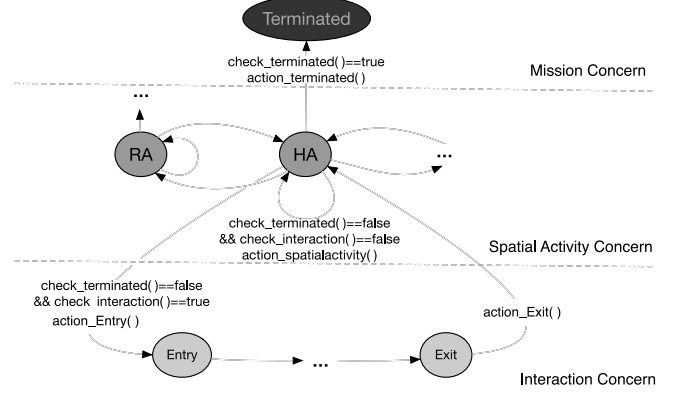 Terminated
check_terminated( )==true
action_terminated( )
Mission Concern
...
RA
HA
...
check_terminated( )==false
&& check_interaction( )==false
action_spatialactivity( )
Spatial Activity Concern
check_terminated( )==false
&& check interaction( )==true
action_Entry( )
action_Exit( )
Entry
...
Exit
Interaction Concern